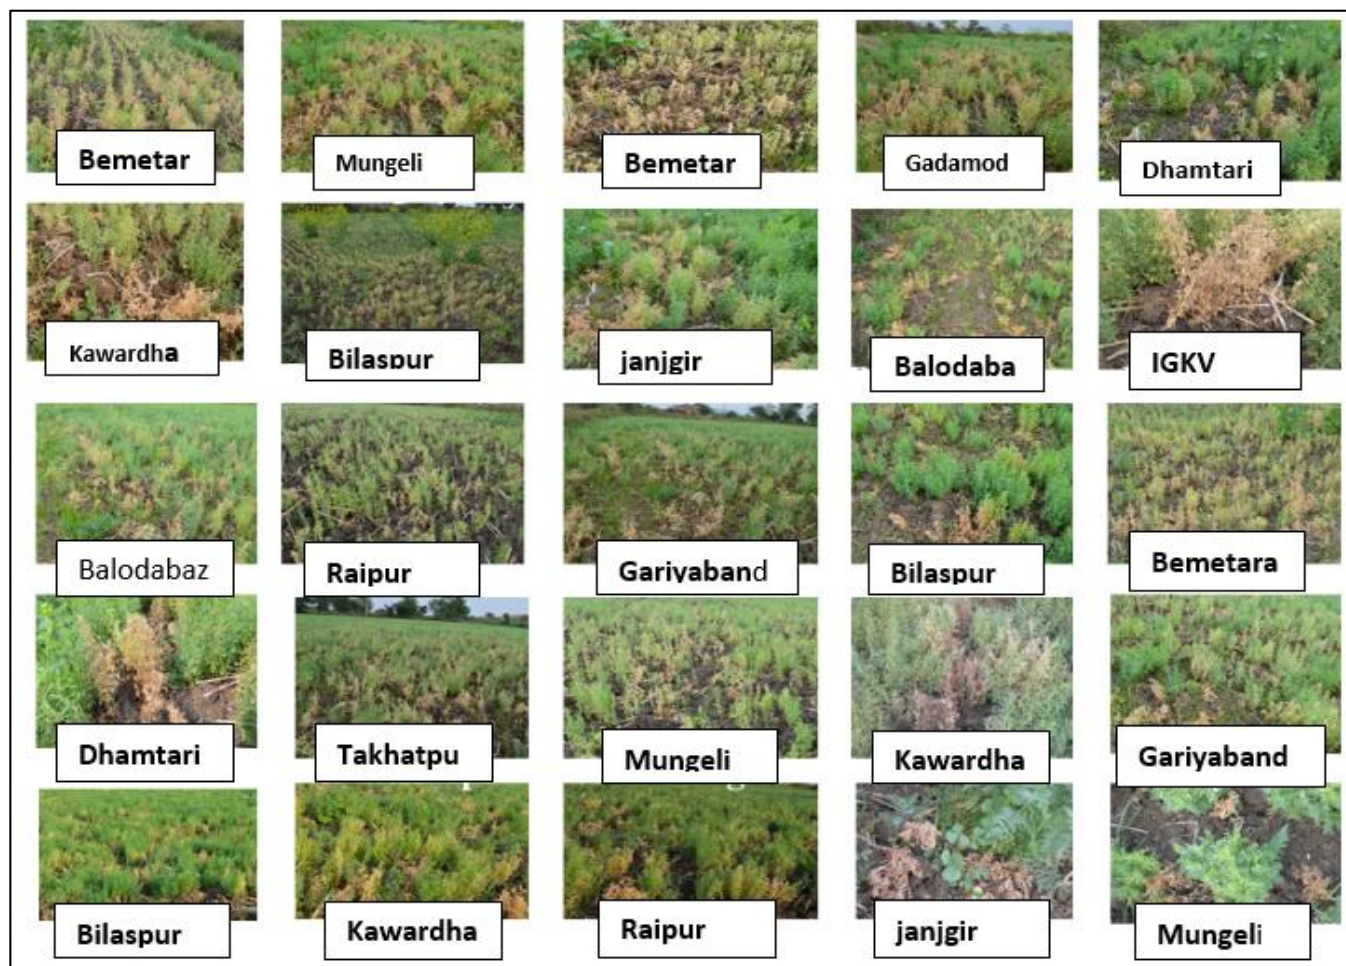 Bemetar
Mungeli
Bemetar
Gadamod
Dhamtari
Kawardha
Bilaspur
janjgir
Balodaba
IGKV
Balodabaz
Raipur
Gariyaband
Bilaspur
Bemetara
Dhamtari
Takhatpu
Mungeli
Kawardha
Gariyaband
Bilaspur
Kawardha
Raipur
janjgir
Mungeli